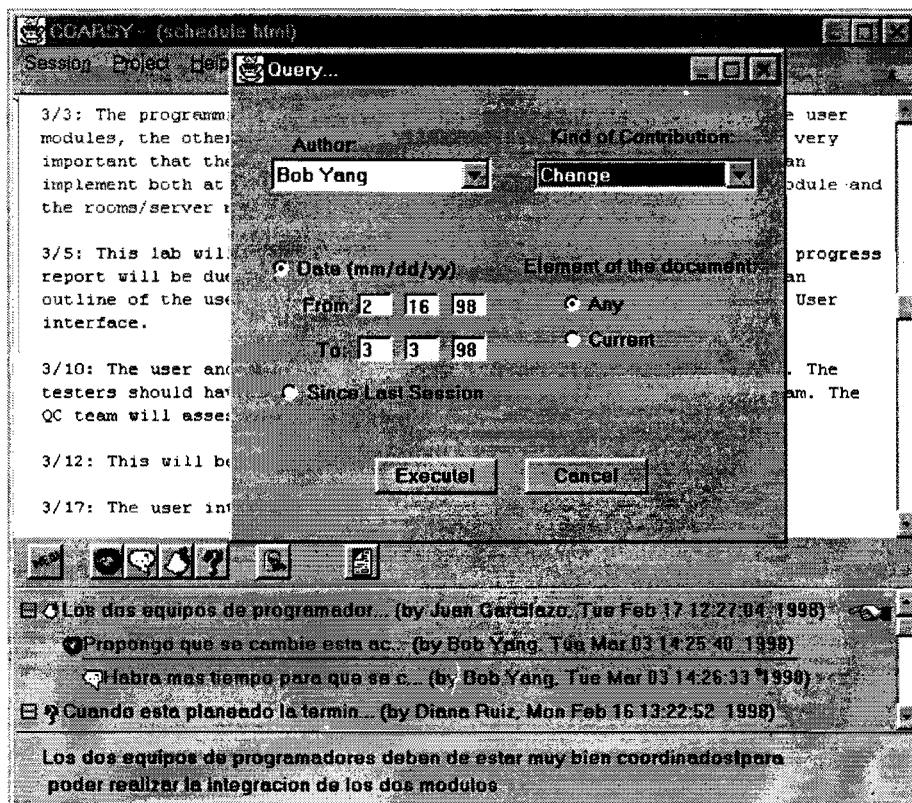 COARSY - (schedule html)
Session Project Help
Query...
3/3: The programm
modules, the other
important that the
implement both at
the rooms/server
e user
very
an
odule and
3/5: This lab wil
report will be due
outline of the use
interface.
progress
an
User
3/10: The user and
testers should hav
QC team will asses
. The
am. The
3/12: This will be
3/17: The user int
Author:
Kind of Contribution:
Bob Yang
Change
Date (mm/dd/yy)
Element of the document:
From 2 16 98
Any
To: 3 3 98
Current
Since Last Session
Execute!
Cancel
NEW
Los dos equipos de programador... (by Juan Garcilazo, Tue Feb 17 12:27:04 1998)
Propongo que se cambie esta ac... (by Bob Yang, Tue Mar 03 14:25:40 1998)
Habra mas tiempo para que se c... (by Bob Yang, Tue Mar 03 14:26:33 1998)
Cuando esta planeado la termin... (by Diana Ruiz, Mon Feb 16 13:22:52 1998)
Los dos equipos de programadores deben de estar muy bien coordinados para
poder realizar la integracion de los dos modulos